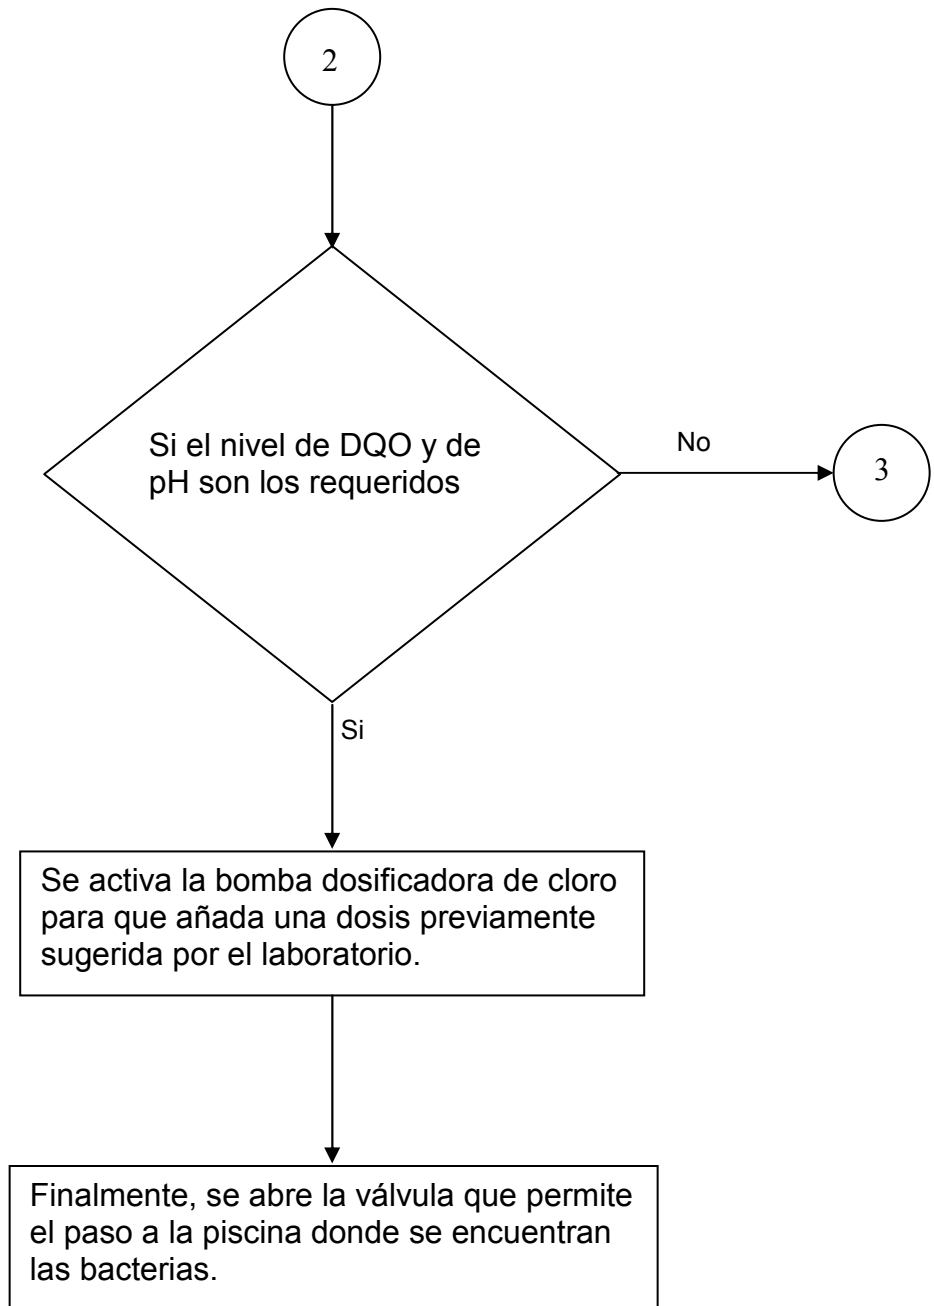 2
Si el nivel de DQO y de
pH son los requeridos
No
3
Si
Se activa la bomba dosificadora de cloro
para que añada una dosis previamente
sugerida por el laboratorio.
Finalmente, se abre la válvula que permite
el paso a la piscina donde se encuentran
las bacterias.